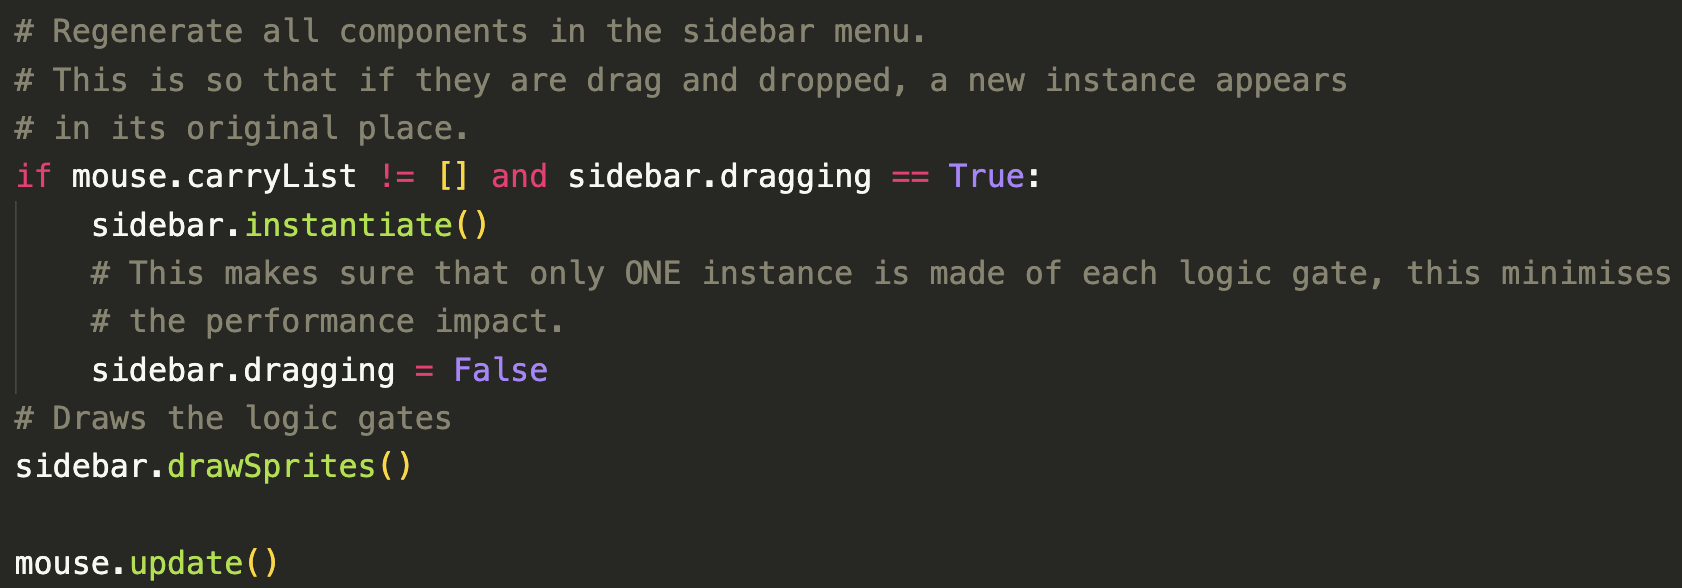 # Regenerate all components in the sidebar menu.
# This is so that if they are drag and dropped, a new instance appears
# in its original place.
if mouse.carryList != [] and sidebar.dragging == True:
    sidebar.instantiate()
    # This makes sure that only ONE instance is made of each logic gate, this minimises
    # the performance impact.
    sidebar.dragging = False
# Draws the logic gates
sidebar.drawSprites()

mouse.update()